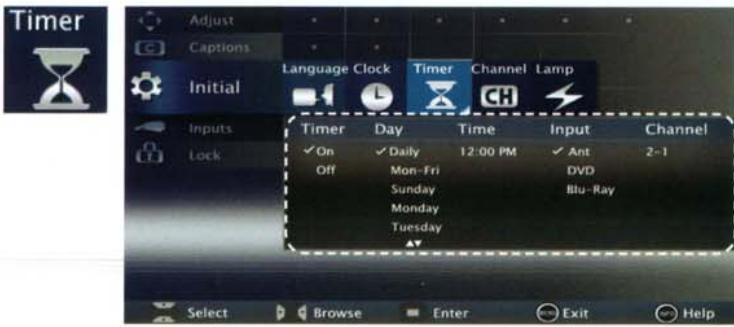 Timer
Adjust
Captions
Initial
Language Clock Timer Channel Lamp
CH
Inputs
Lock
Timer Day Time Input Channel
✓On ✓Daily 12:00 PM ✓Ant 2-1
Off Mon-Fri DVD
Sunday Blu-Ray
Monday
Tuesday
Select Browse Enter Exit Help